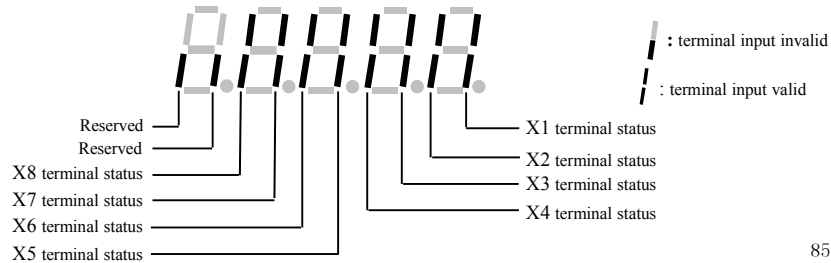 : terminal input invalid
: terminal input valid
Reserved
Reserved
X8 terminal status
X7 terminal status
X6 terminal status
X5 terminal status
X1 terminal status
X2 terminal status
X3 terminal status
X4 terminal status
85